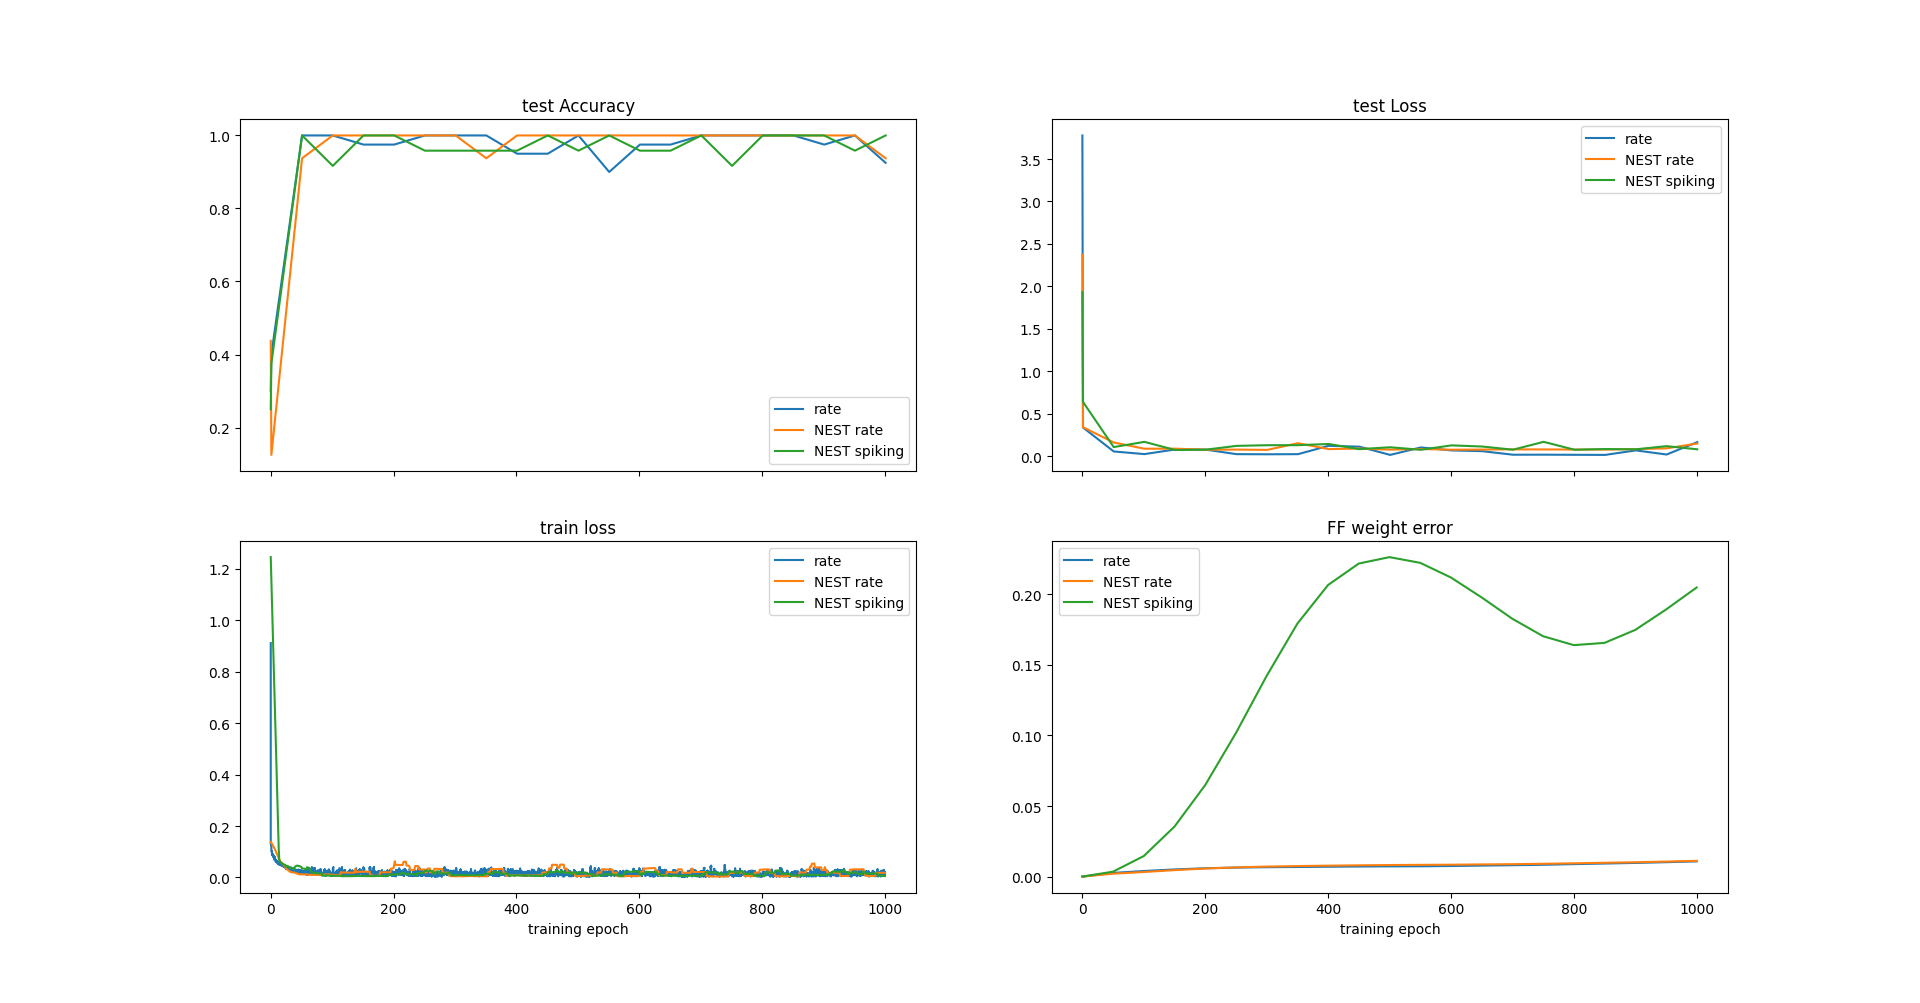 test Accuracy
1.0
0.8
0.6
0.4
0.2
rate
NEST rate
NEST spiking
test Loss
3.5
3.0
2.5
2.0
1.5
1.0
0.5
0.0
rate
NEST rate
NEST spiking
train loss
1.2
1.0
0.8
0.6
0.4
0.2
0.0
rate
NEST rate
NEST spiking
0 200 400 600 800 1000
training epoch
FF weight error
0.20
0.15
0.10
0.05
0.00
rate
NEST rate
NEST spiking
0 200 400 600 800 1000
training epoch